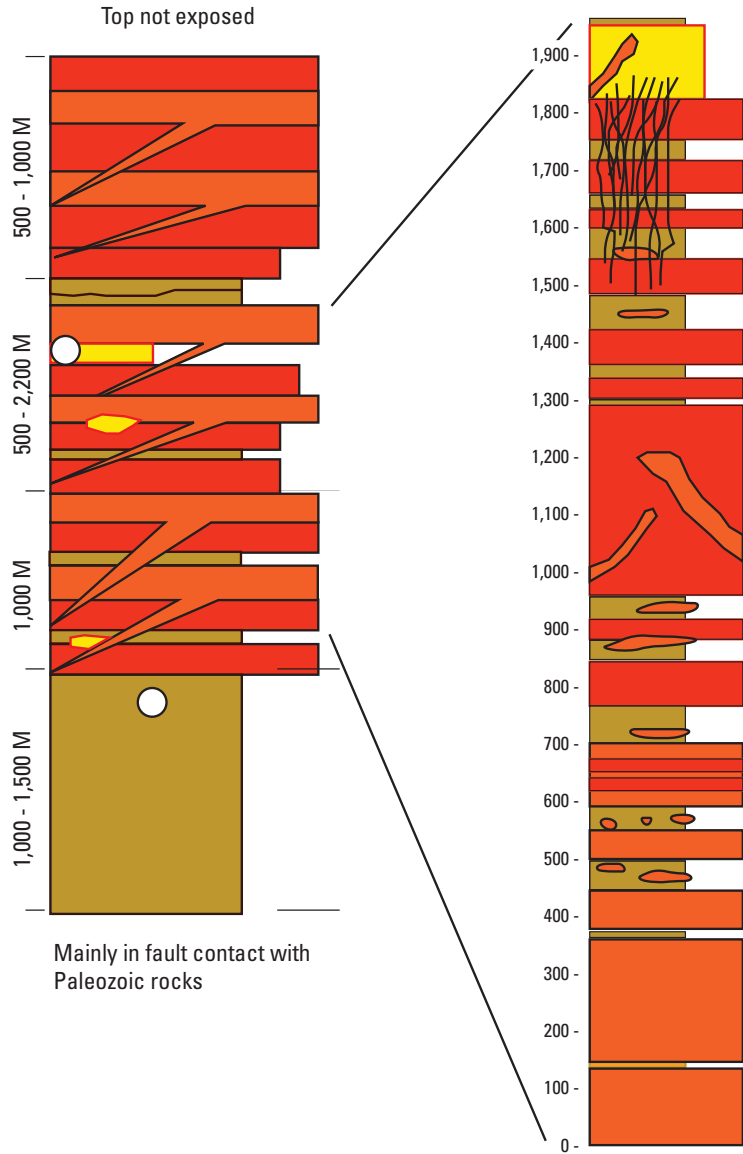 Top not exposed
500 - 1,000 M
500 - 2,200 M
1,000 M
1,000 - 1,500 M
Mainly in fault contact with
Paleozoic rocks
1,900 -
1,800 -
1,700 -
1,600 -
1,500 -
1,400 -
1,300 -
1,200 -
1,100 -
1,000 -
900 -
800 -
700 -
600 -
500 -
400 -
300 -
200 -
100 -
0 -